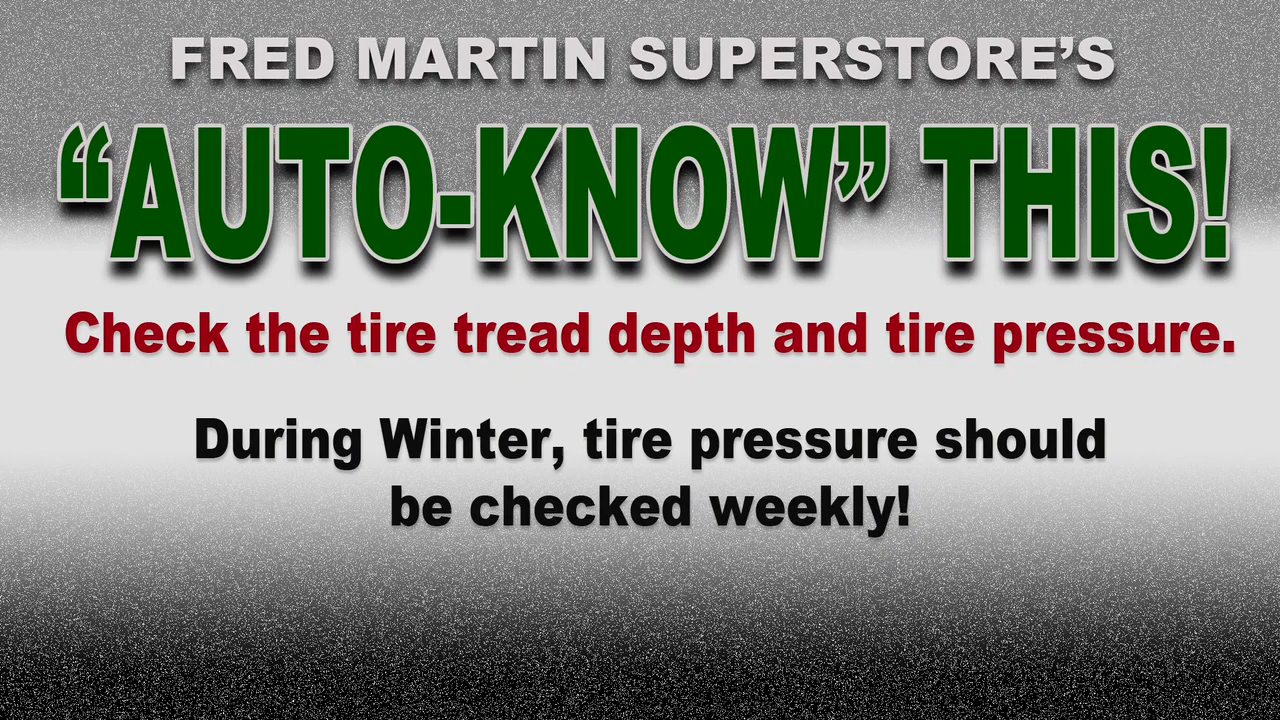 FRED MARTIN SUPERSTORE’S
“AUTO-KNOW” THIS!
Check the tire tread depth and tire pressure.
During Winter, tire pressure should
be checked weekly!